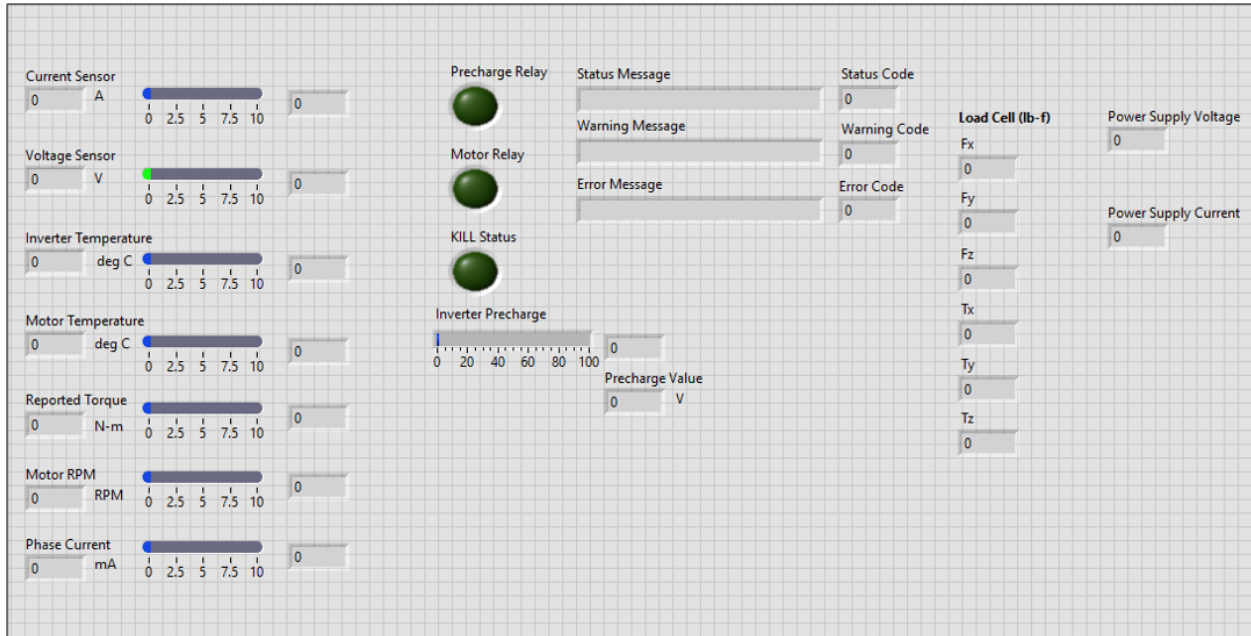 Current Sensor
0 A
0 2.5 5 7.5 10
0
Voltage Sensor
0 V
0 2.5 5 7.5 10
0
Inverter Temperature
0 deg C
0 2.5 5 7.5 10
0
Motor Temperature
0 deg C
0 2.5 5 7.5 10
0
Reported Torque
0 N-m
0 2.5 5 7.5 10
0
Motor RPM
0 RPM
0 2.5 5 7.5 10
0
Phase Current
0 mA
0 2.5 5 7.5 10
0
Precharge Relay
Motor Relay
KILL Status
Inverter Precharge
0 20 40 60 80 100
0
Precharge Value
0 V
Status Message
Warning Message
Error Message
Status Code
0
Warning Code
0
Error Code
0
Load Cell (lb-f)
Fx
0
Fy
0
Fz
0
Tx
0
Ty
0
Tz
0
Power Supply Voltage
0
Power Supply Current
0